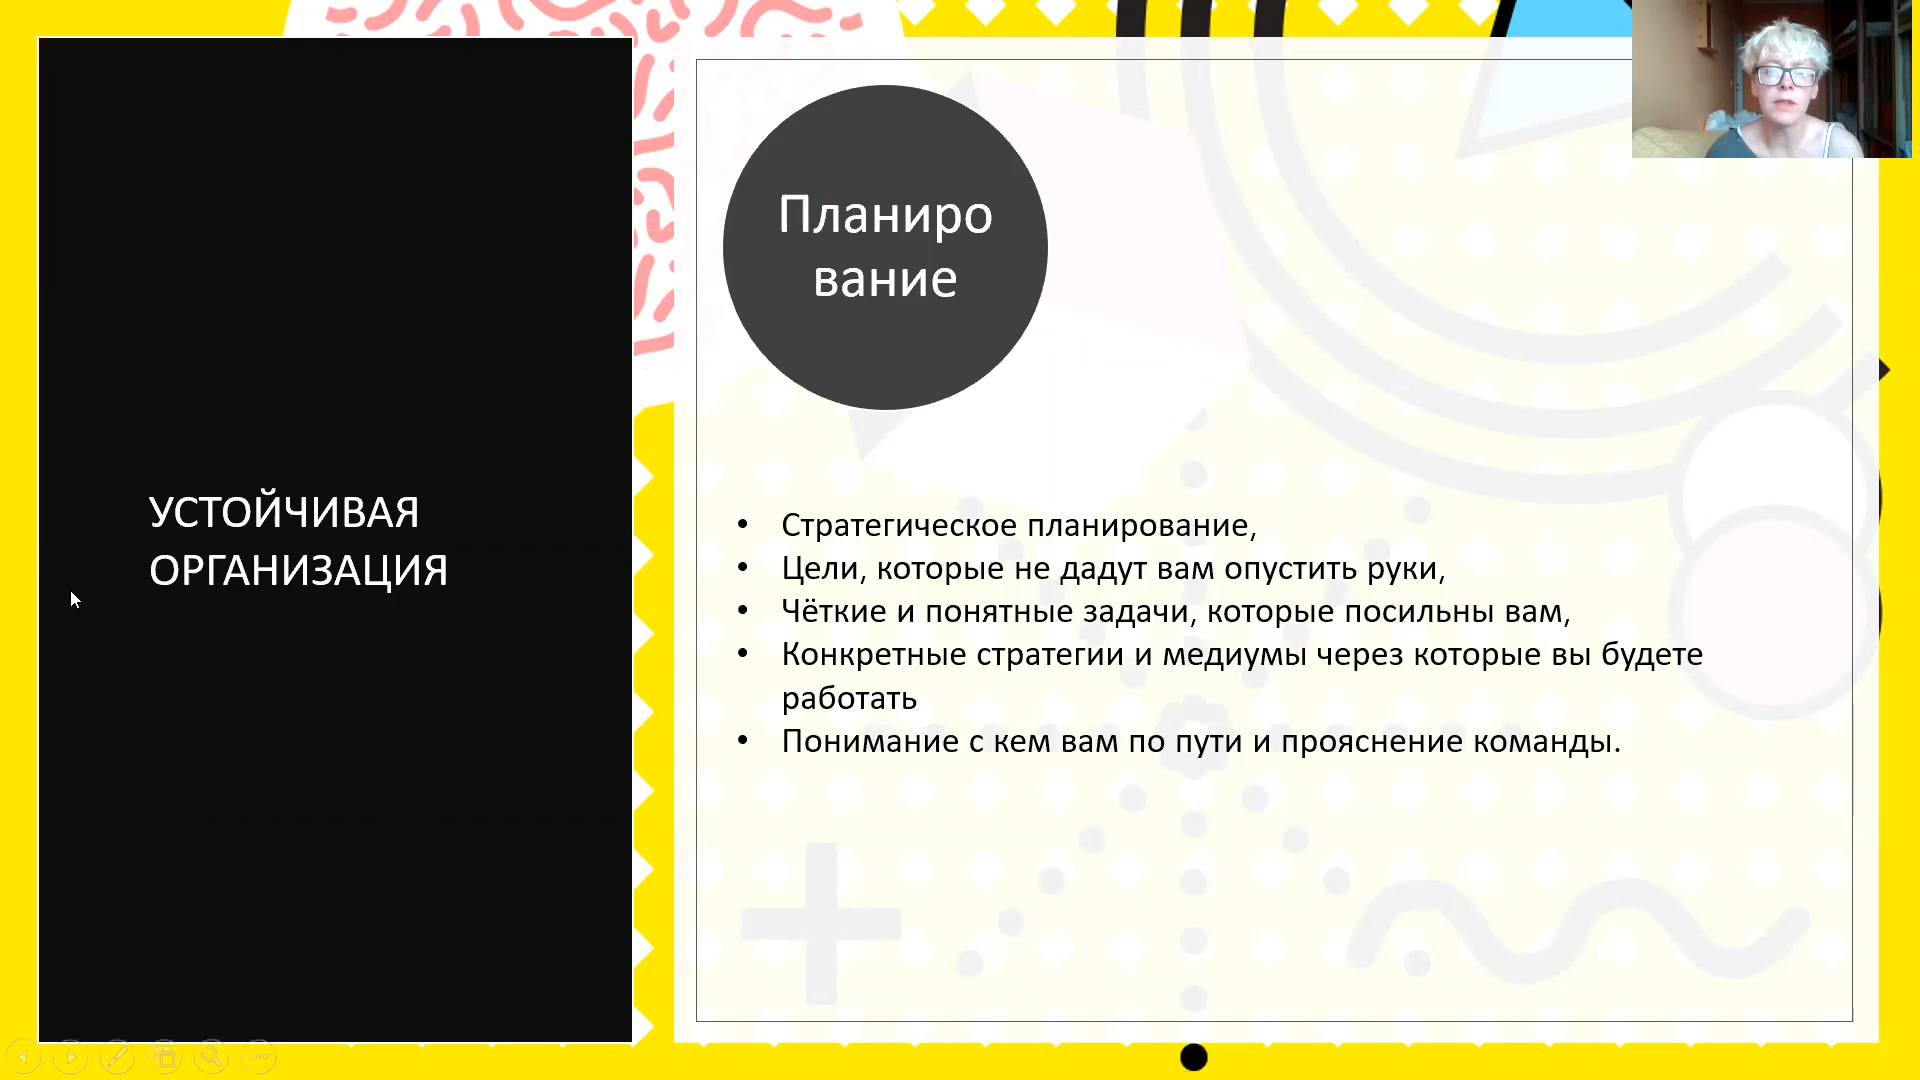 УСТОЙЧИВАЯ
ОРГАНИЗАЦИЯ
Планиро
вание
• Стратегическое планирование,
• Цели, которые не дадут вам опустить руки,
• Чёткие и понятные задачи, которые посильны вам,
• Конкретные стратегии и медиумы через которые вы будете
работать
• Понимание с кем вам по пути и прояснение команды.